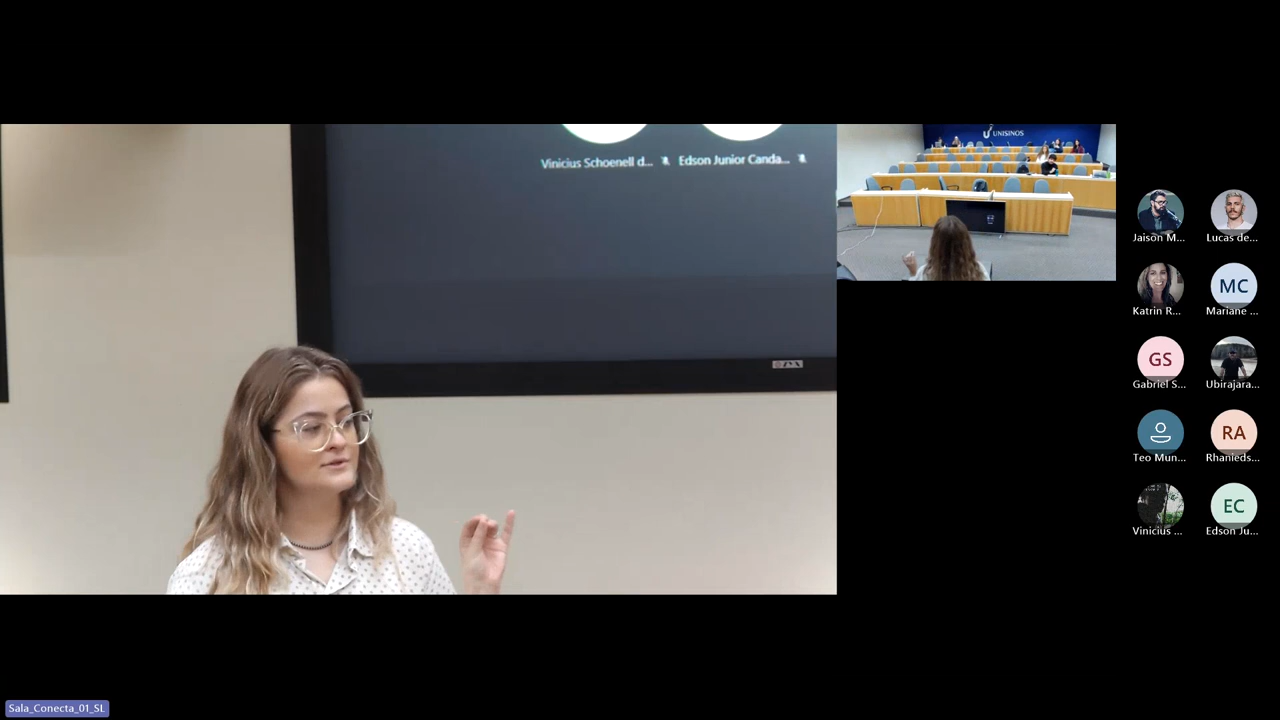 Vinicius Schoenell d...
Edson Junior Canda...
UNISINOS
Jaison M...
Lucas de...
Katrin R...
MC
Mariane ...
GS
Gabriel S...
Ubirajara...
Teo Mun...
RA
Rhanieds...
Vinicius ...
EC
Edson Ju...
Sala_Conecta_01_SL